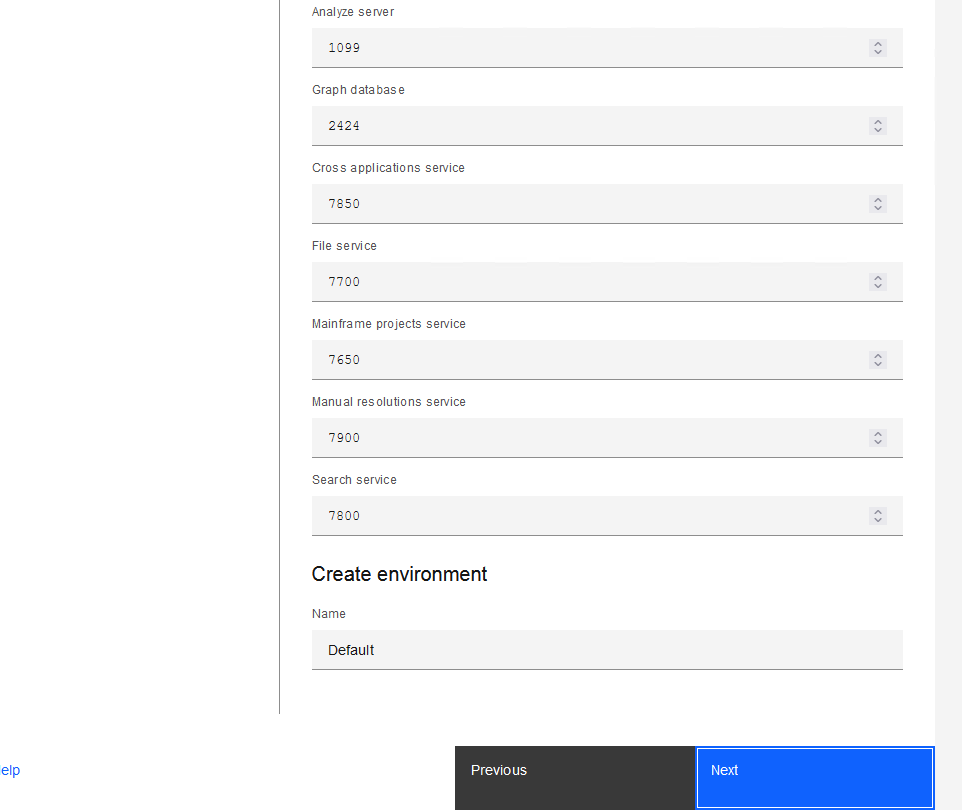 Analyze server
1099
Graph database
2424
Cross applications service
7850
File service
7700
Mainframe projects service
7650
Manual resolutions service
7900
Search service
7800
Create environment
Name
Default
elp
Previous
Next